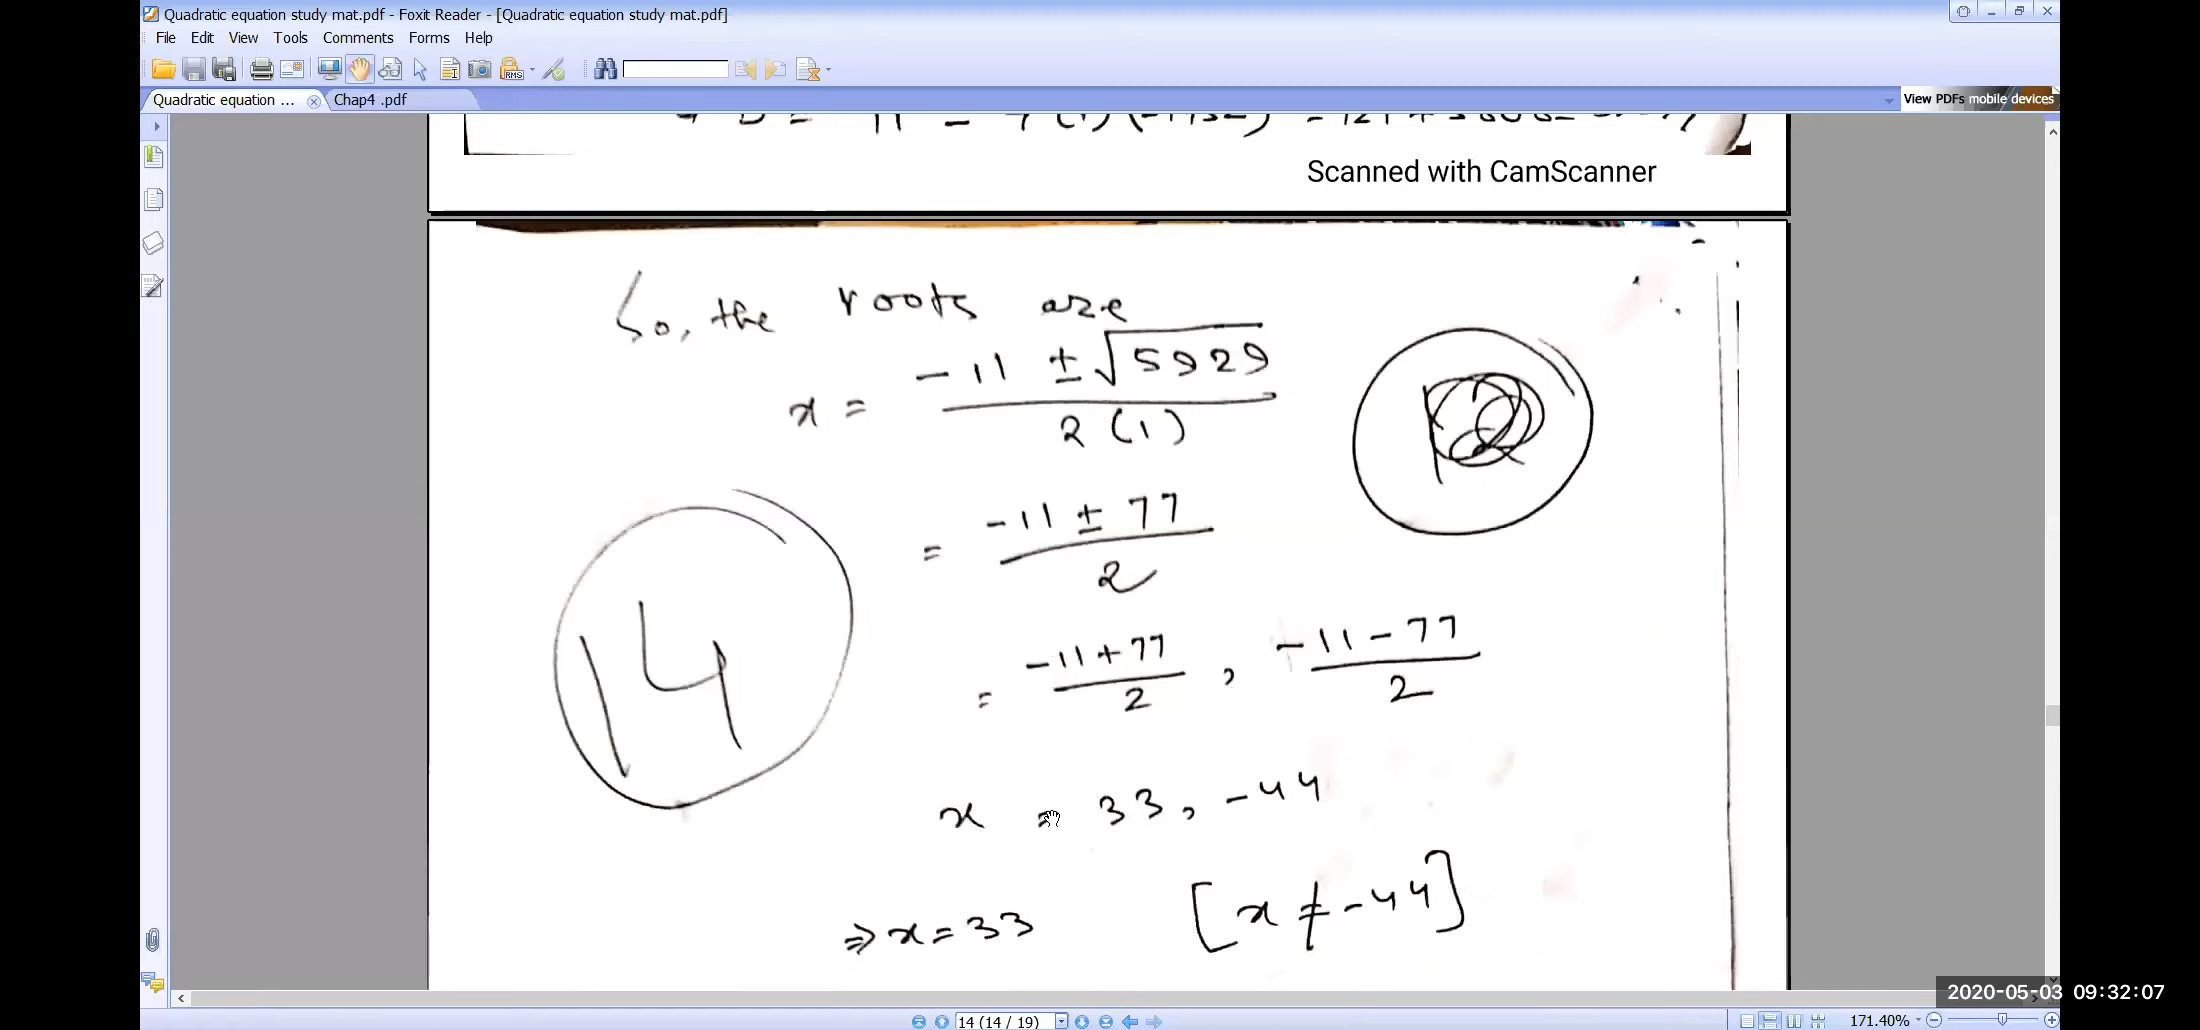 Quadratic equation study mat.pdf - Foxit Reader - [Quadratic equation study mat.pdf]
File Edit View Tools Comments Forms Help
RMS
Quadratic equation ... Chap4 .pdf
View PDFs mobile devices
Scanned with CamScanner
So, the roots are
x = (-11 ± √5929) / 2(1)
= (-11 ± 77) / 2
14
= (-11+77) / 2 , (-11-77) / 2
x = 33, -44
⇒ x = 33 [x ≠ -44]
2020-05-03 09:32:07
14 (14 / 19)
171.40%